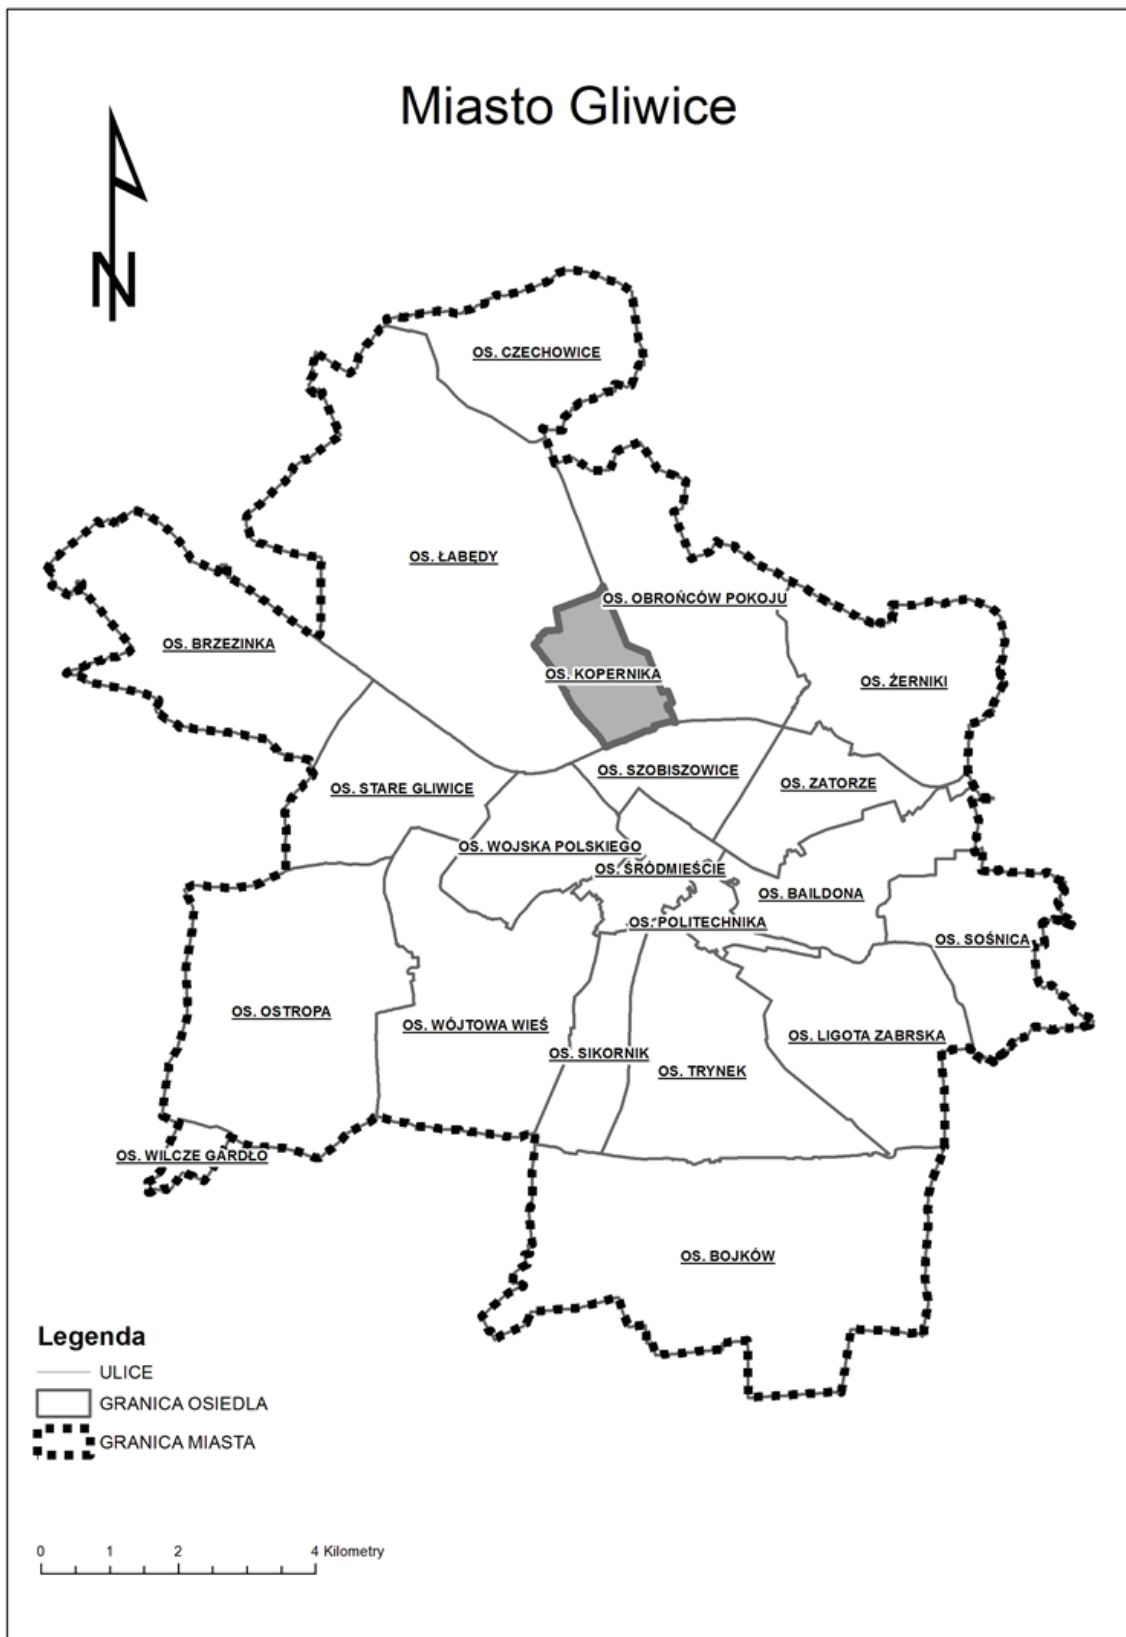 Miasto Gliwice
N
OS. CZECHOWICE
OS. ŁABĘDY
OS. OBROŃCÓW POKOJU
OS. BRZEZINKA
OS. KOPERNIKA
OS. ŻERNIKI
OS. SZOBISZOWICE
OS. ZATORZE
OS. STARE GLIWICE
OS. WOJSKA POLSKIEGO
OS. ŚRÓDMIEŚCIE
OS. BAILDONA
OS. POLITECHNIKA
OS. SOŚNICA
OS. OSTROPA
OS. WÓJTOWA WIEŚ
OS. LIGOTA ZABRSKA
OS. SIKORNIK
OS. TRYNEK
OS. WILCZE GARDŁO
OS. BOJKÓW
Legenda
ULICE
GRANICA OSIEDLA
GRANICA MIASTA
0 1 2 4 Kilometry